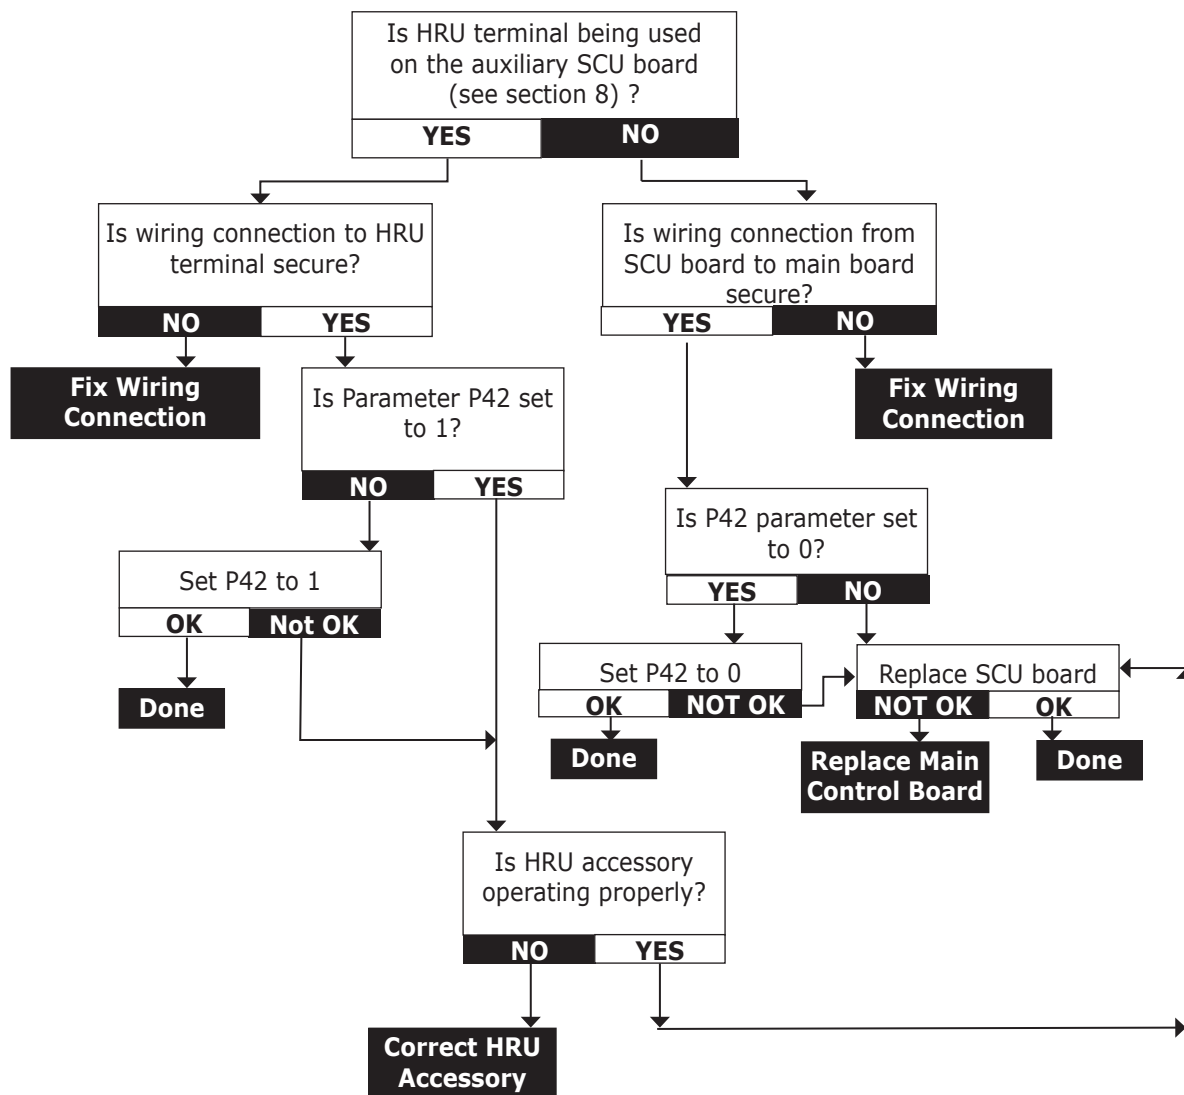 Is HRU terminal being used
on the auxiliary SCU board
(see section 8) ?
YES NO
Is wiring connection to HRU
terminal secure?
NO YES
Is wiring connection from
SCU board to main board
secure?
YES NO
Fix Wiring
Connection
Is Parameter P42 set
to 1?
NO YES
Fix Wiring
Connection
Is P42 parameter set
to 0?
YES NO
Set P42 to 1
OK Not OK
Done
Set P42 to 0
OK NOT OK
Done
Replace SCU board
NOT OK OK
Replace Main
Control Board
Done
Is HRU accessory
operating properly?
NO YES
Correct HRU
Accessory